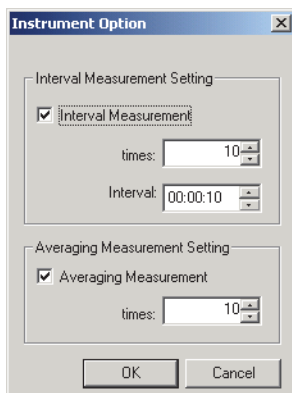 Instrument Option
Interval Measurement Setting
Interval Measurement
times: 10
Interval: 00:00:10
Averaging Measurement Setting
Averaging Measurement
times: 10
OK Cancel